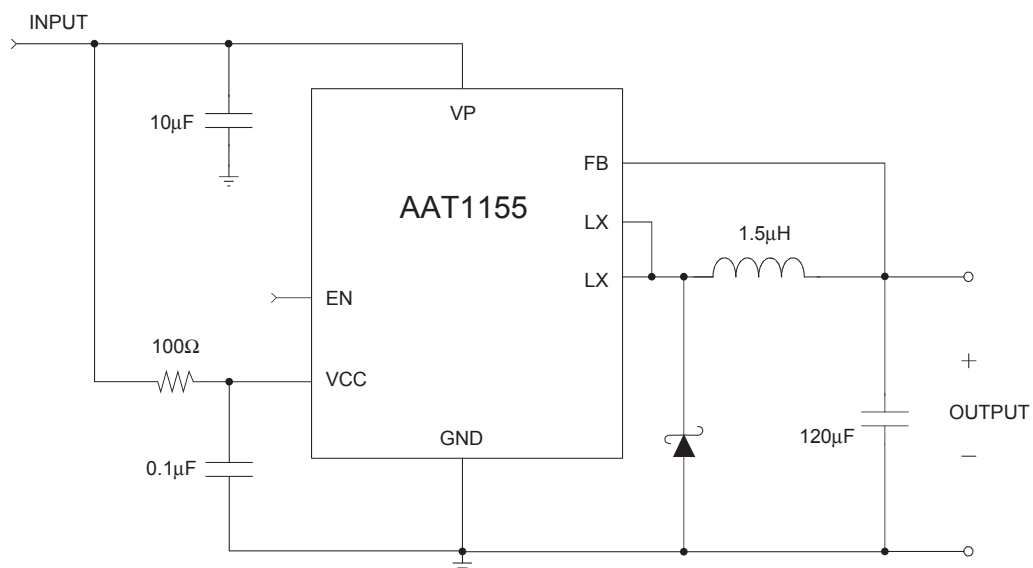 INPUT
10μF
VP
FB
AAT1155
LX
1.5μH
LX
EN
100Ω
VCC
+
OUTPUT
GND
120μF
–
0.1μF